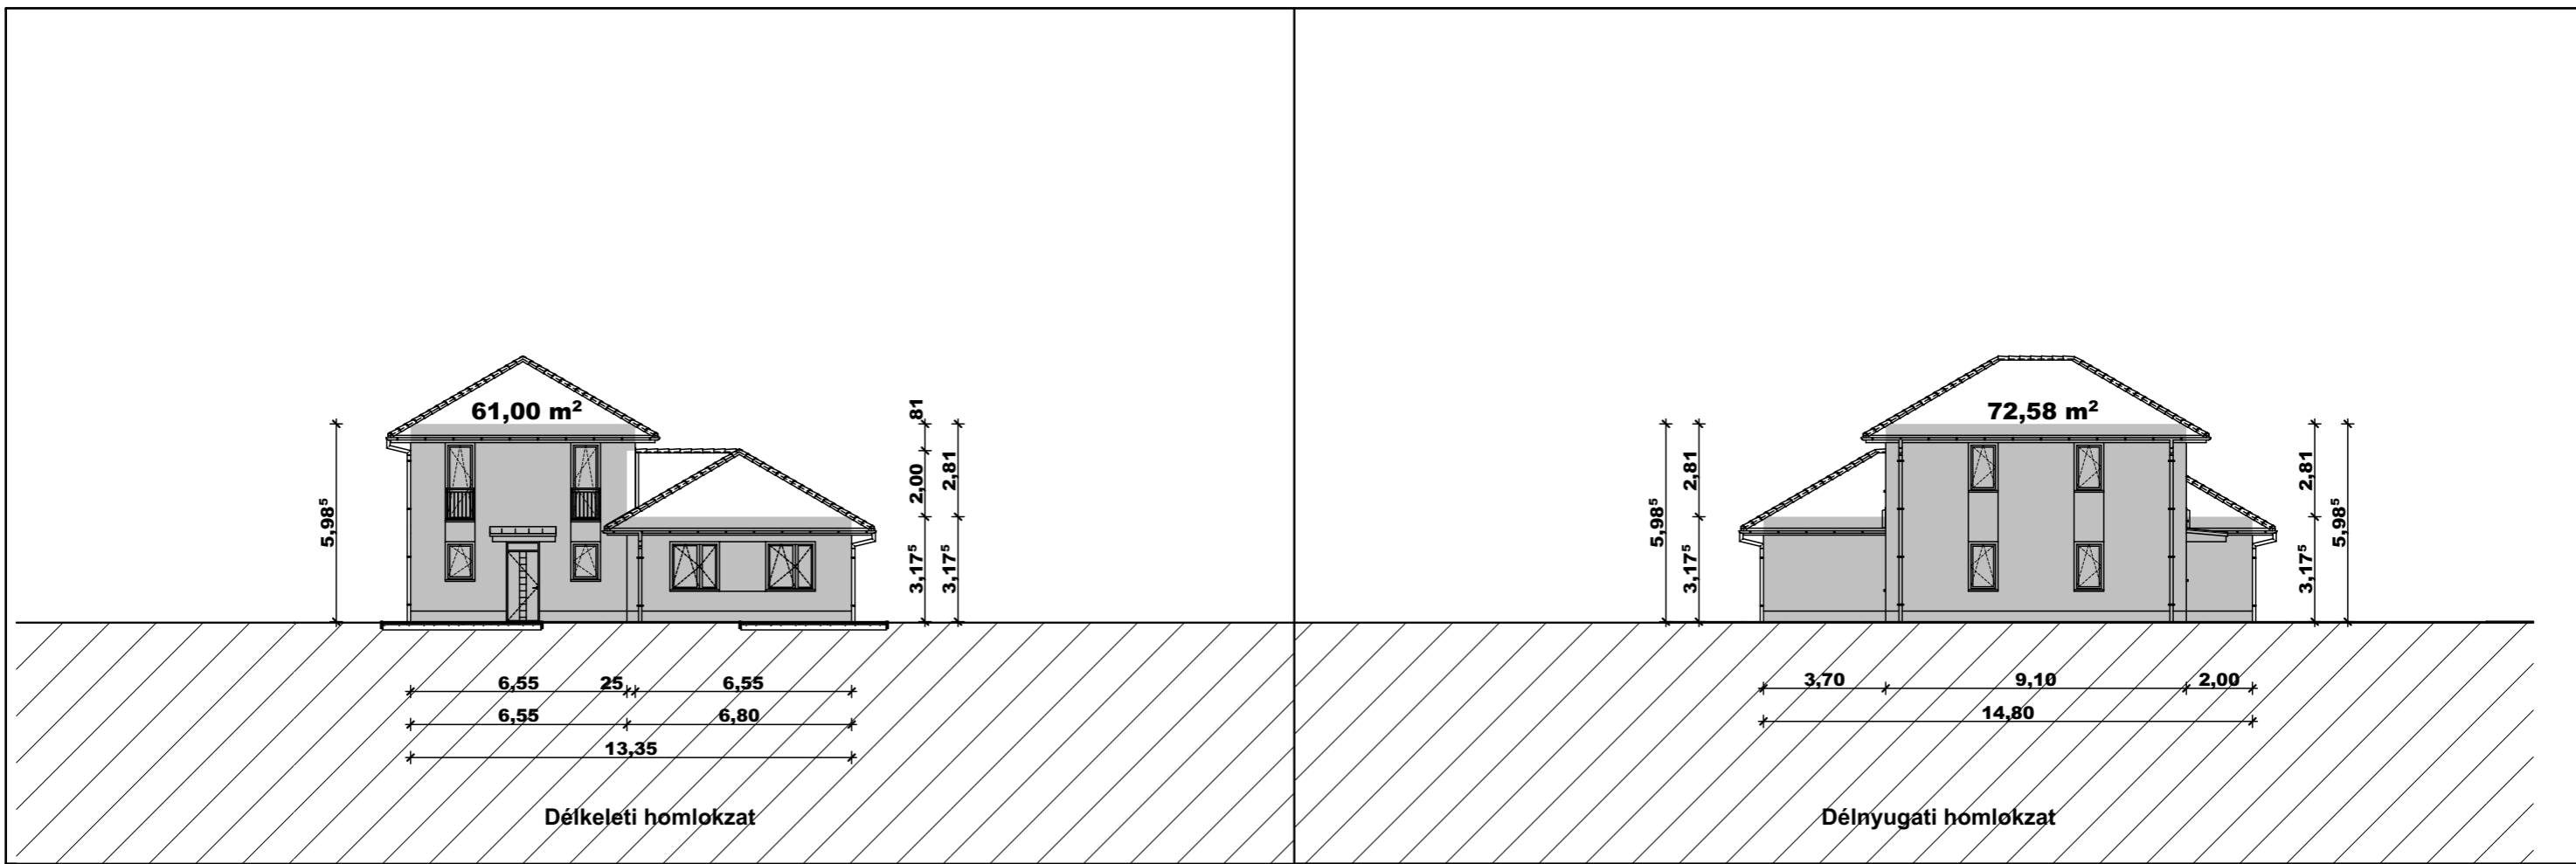 61,00 m²
5,98⁵
,81
2,00
3,17⁵
2,81
3,17⁵
6,55 25 6,55
6,55 6,80
13,35
Délkeleti homlokzat
72,58 m²
5,98⁵
2,81
3,17⁵
2,81
3,17⁵
5,98⁵
3,70 9,10 2,00
14,80
Délnyugati homlokzat